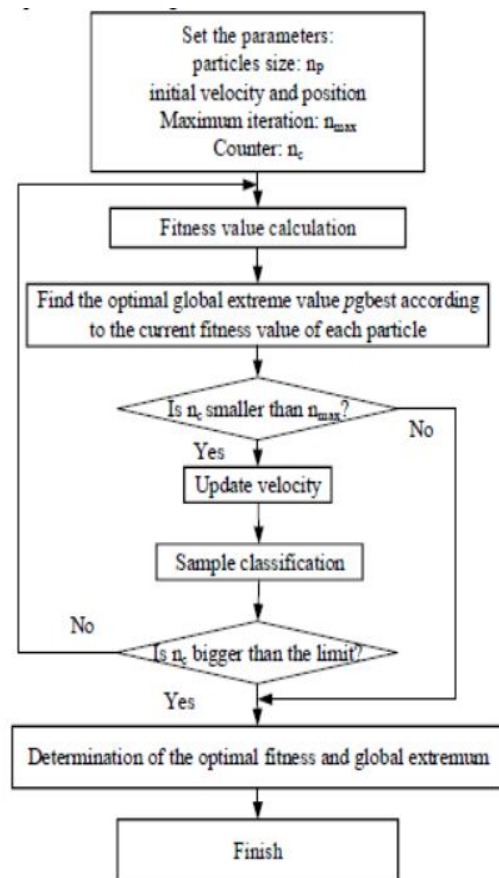 Set the parameters:
particles size: nP
initial velocity and position
Maximum iteration: nmax
Counter: nc
Fitness value calculation
Find the optimal global extreme value pgbest according
to the current fitness value of each particle
Is nc smaller than nmax?
No
Yes
Update velocity
Sample classification
No
Is nc bigger than the limit?
Yes
Determination of the optimal fitness and global extremum
Finish